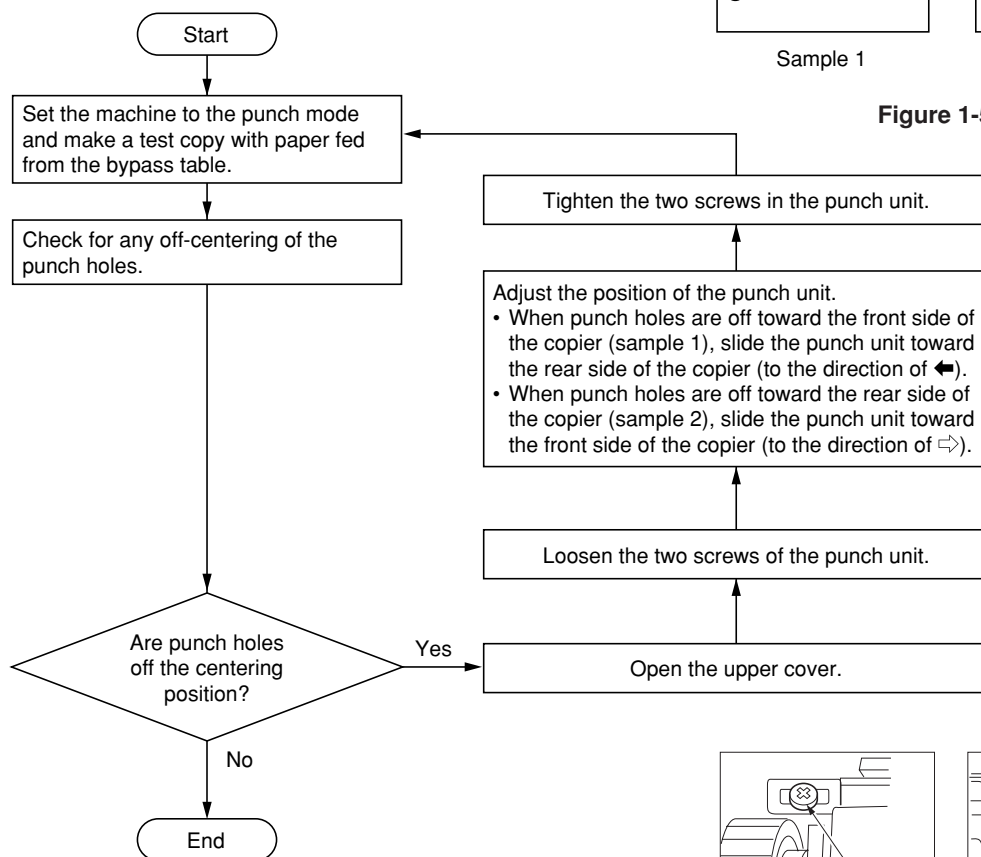 Start
Set the machine to the punch mode
and make a test copy with paper fed
from the bypass table.
Check for any off-centering of the
punch holes.
Are punch holes
off the centering
position?
Yes
No
End
Sample 1
Figure 1-5
Tighten the two screws in the punch unit.
Adjust the position of the punch unit.
• When punch holes are off toward the front side of
the copier (sample 1), slide the punch unit toward
the rear side of the copier (to the direction of ⬅).
• When punch holes are off toward the rear side of
the copier (sample 2), slide the punch unit toward
the front side of the copier (to the direction of ⇨).
Loosen the two screws of the punch unit.
Open the upper cover.